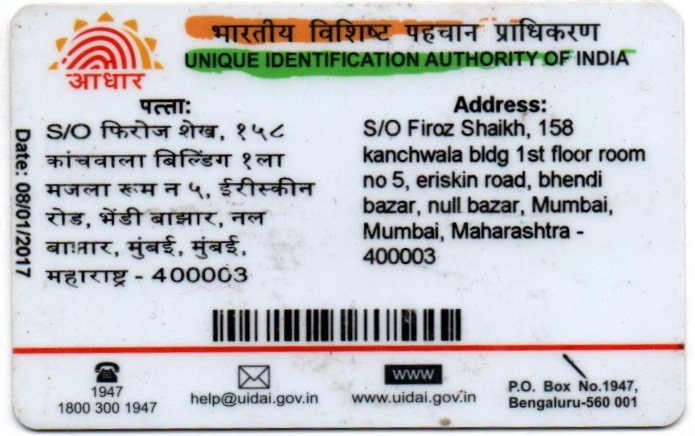 भारतीय विशिष्ट पहचान प्राधिकरण
UNIQUE IDENTIFICATION AUTHORITY OF INDIA
आधार
पत्ता:
S/O फिरोज शेख, १५८
कांचवाला बिल्डिंग १ला
मजला रूम न ५, ईरीस्कीन
रोड, भेंडी बाझार, नल
बाझार, मुंबई, मुंबई,
महाराष्ट्र - 400003
Address:
S/O Firoz Shaikh, 158
kanchwala bldg 1st floor room
no 5, eriskin road, bhendi
bazar, null bazar, Mumbai,
Mumbai, Maharashtra -
400003
Date: 08/01/2017
1947
1800 300 1947
help@uidai.gov.in
www
www.uidai.gov.in
P.O. Box No.1947,
Bengaluru-560 001